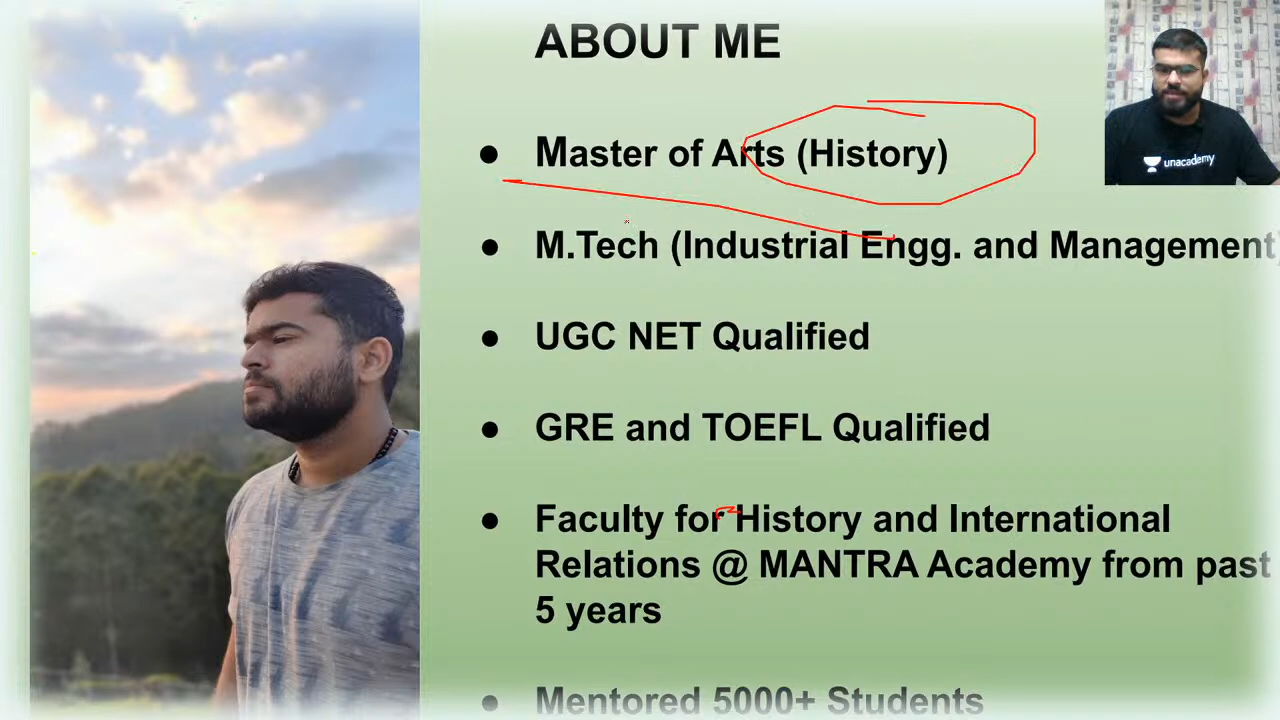 ABOUT ME
unacademy
● Master of Arts (History)
● M.Tech (Industrial Engg. and Management)
● UGC NET Qualified
● GRE and TOEFL Qualified
● Faculty for History and International
Relations @ MANTRA Academy from past
5 years
● Mentored 5000+ Students